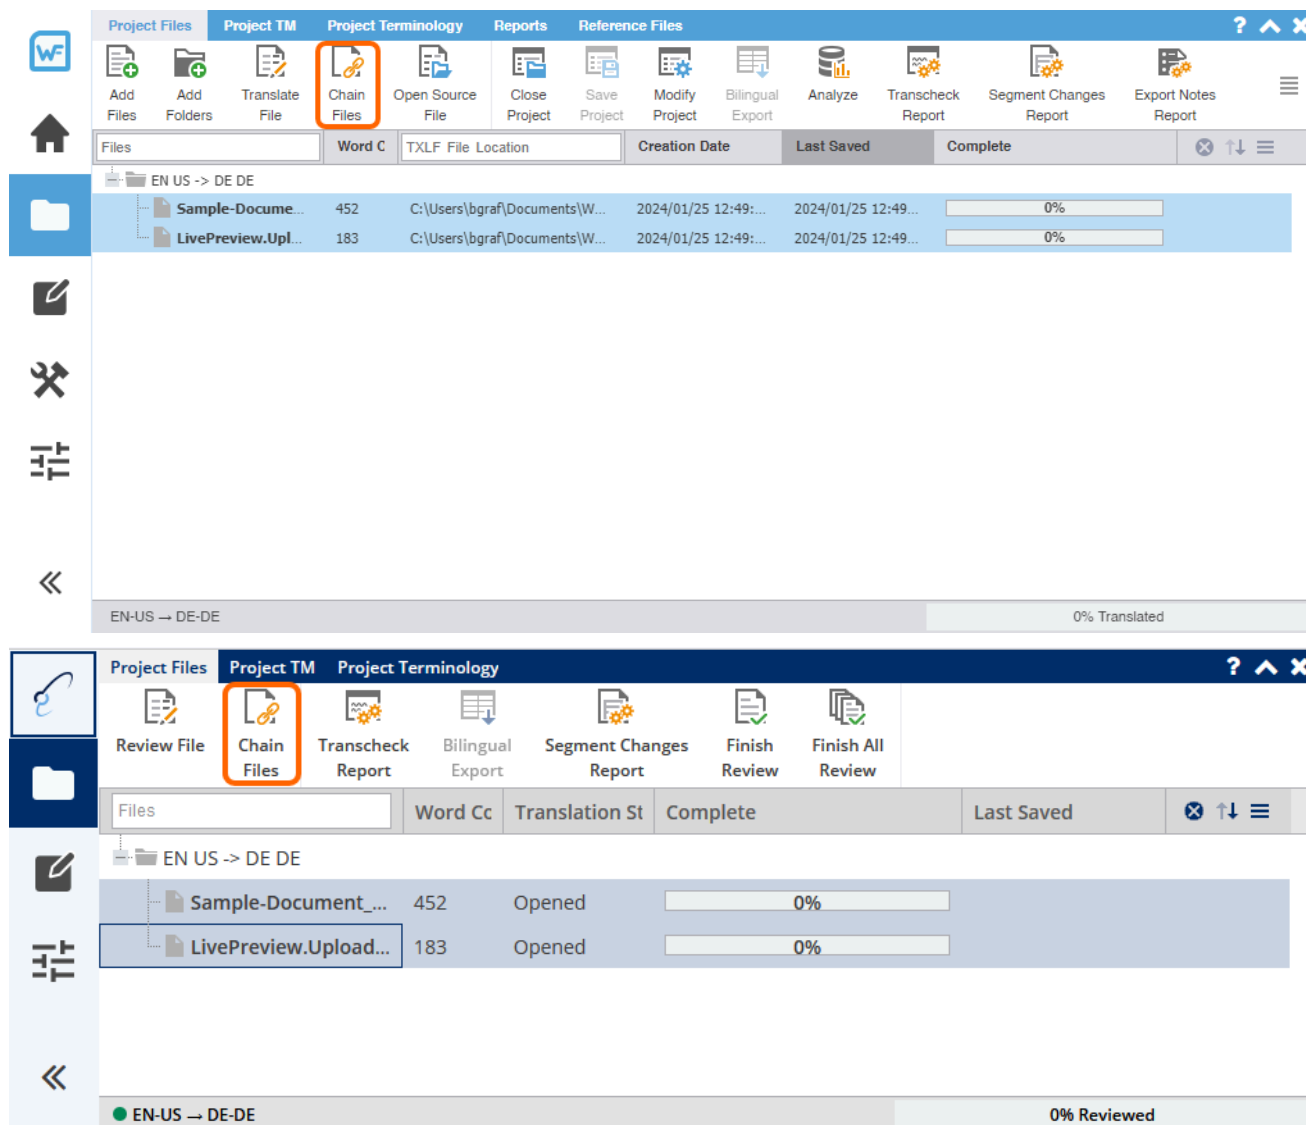 Project Files Project TM Project Terminology Reports Reference Files ?
WF
Add Files Add Folders Translate File Chain Files Open Source File Close Project Save Project Modify Project Bilingual Export Analyze Transcheck Report Segment Changes Report Export Notes Report
Files Word C TXLF File Location Creation Date Last Saved Complete
EN US -> DE DE
Sample-Docume... 452 C:\Users\bgraf\Documents\W... 2024/01/25 12:49:... 2024/01/25 12:49... 0%
LivePreview.Upl... 183 C:\Users\bgraf\Documents\W... 2024/01/25 12:49:... 2024/01/25 12:49... 0%
EN-US → DE-DE 0% Translated
Project Files Project TM Project Terminology ?
Review File Chain Files Transcheck Report Bilingual Export Segment Changes Report Finish Review Finish All Review
Files Word Cc Translation St Complete Last Saved
EN US -> DE DE
Sample-Document_... 452 Opened 0%
LivePreview.Upload... 183 Opened 0%
EN-US → DE-DE 0% Reviewed